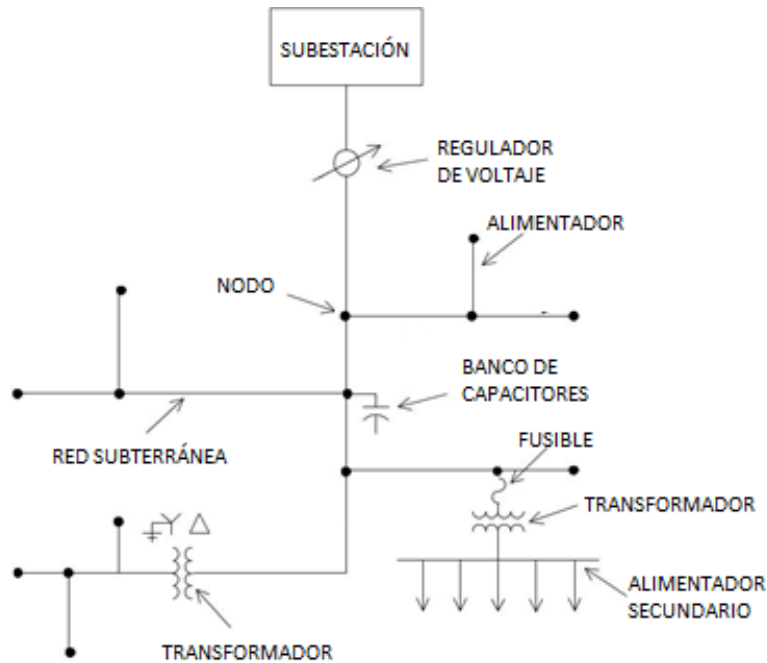 SUBESTACIÓN
REGULADOR
DE VOLTAJE
ALIMENTADOR
NODO
BANCO DE
CAPACITORES
RED SUBTERRÁNEA
FUSIBLE
TRANSFORMADOR
ALIMENTADOR
SECUNDARIO
TRANSFORMADOR